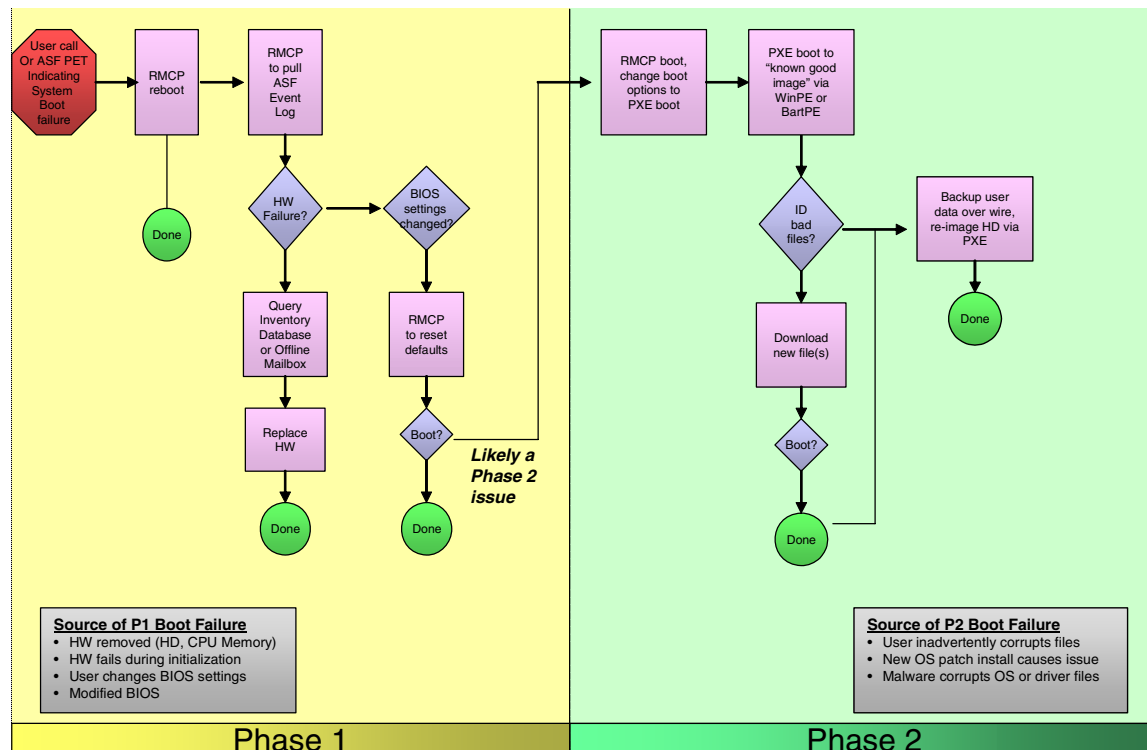 User call
Or ASF PET
Indicating
System
Boot
failure
RMCP
reboot
Done
RMCP
to pull
ASF
Event
Log
HW
Failure?
BIOS
settings
changed?
Query
Inventory
Database
or Offline
Mailbox
RMCP
to reset
defaults
Replace
HW
Boot?
Likely a
Phase 2
issue
Done
Done
Source of P1 Boot Failure
• HW removed (HD, CPU Memory)
• HW fails during initialization
• User changes BIOS settings
• Modified BIOS
Phase 1
RMCP boot,
change boot
options to
PXE boot
PXE boot to
“known good
image” via
WinPE or
BartPE
ID
bad
files?
Backup user
data over wire,
re-image HD via
PXE
Done
Download
new file(s)
Boot?
Done
Source of P2 Boot Failure
• User inadvertently corrupts files
• New OS patch install causes issue
• Malware corrupts OS or driver files
Phase 2